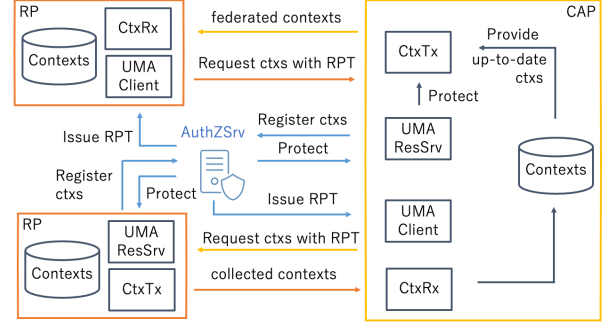 RP
CtxRx
Contexts
UMA
Client
federated contexts
Request ctxs with RPT
CAP
CtxTx
Provide
up-to-date
ctxs
Protect
Issue RPT
AuthZSrv
Register ctxs
Protect
UMA
ResSrv
Contexts
Register
ctxs
Protect
Issue RPT
UMA
Client
RP
UMA
ResSrv
Contexts
CtxTx
Request ctxs with RPT
collected contexts
CtxRx